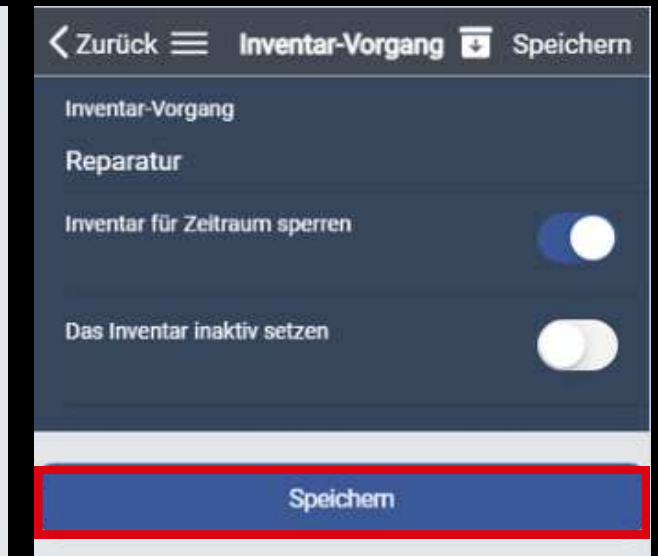 Zurück Inventar-Vorgang Speichern
Inventar-Vorgang
Reparatur
Inventar für Zeitraum sperren
Das Inventar inaktiv setzen
Speichern